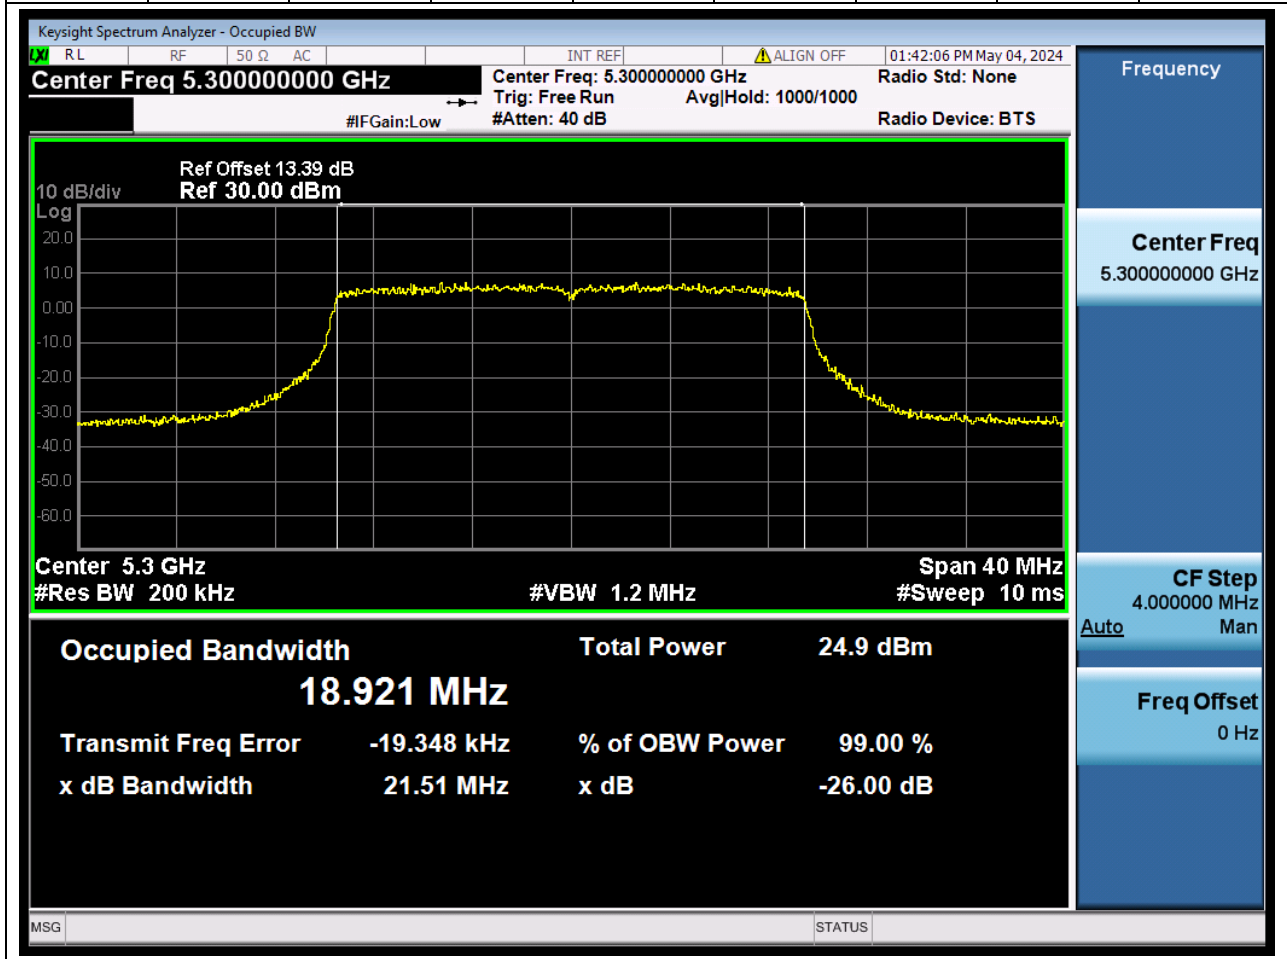 Keysight Spectrum Analyzer - Occupied BW
LXI RL RF 50 Ω AC INT REF ALIGN OFF 01:42:06 PM May 04, 2024
Center Freq 5.300000000 GHz
Center Freq: 5.300000000 GHz
Radio Std: None
Trig: Free Run Avg|Hold: 1000/1000
#IFGain:Low
#Atten: 40 dB
Radio Device: BTS
Ref Offset 13.39 dB
10 dB/div Ref 30.00 dBm
Log
20.0
10.0
0.00
-10.0
-20.0
-30.0
-40.0
-50.0
-60.0
Center 5.3 GHz Span 40 MHz
#Res BW 200 kHz #VBW 1.2 MHz #Sweep 10 ms
Occupied Bandwidth Total Power 24.9 dBm
18.921 MHz
Transmit Freq Error -19.348 kHz % of OBW Power 99.00 %
x dB Bandwidth 21.51 MHz x dB -26.00 dB
Frequency
Center Freq
5.300000000 GHz
CF Step
4.000000 MHz
Auto Man
Freq Offset
0 Hz
MSG STATUS